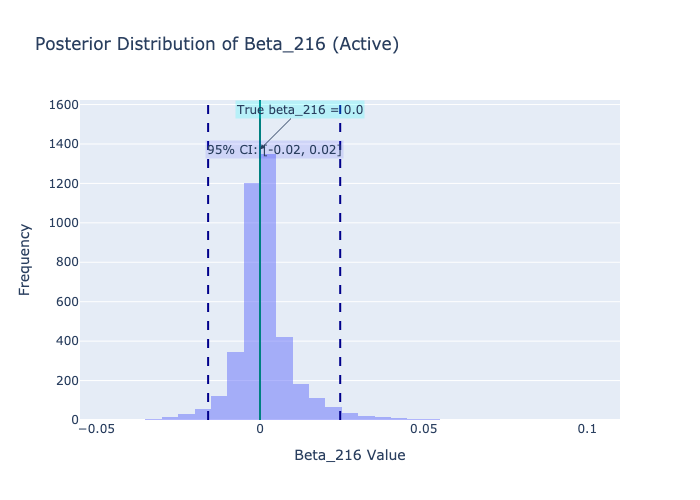 Posterior Distribution of Beta_216 (Active)
1600
True beta_216 = 0.0
1400
95% CI: [-0.02, 0.02]
1200
1000
800
600
400
200
0
Frequency
−0.05 0 0.05 0.1
Beta_216 Value